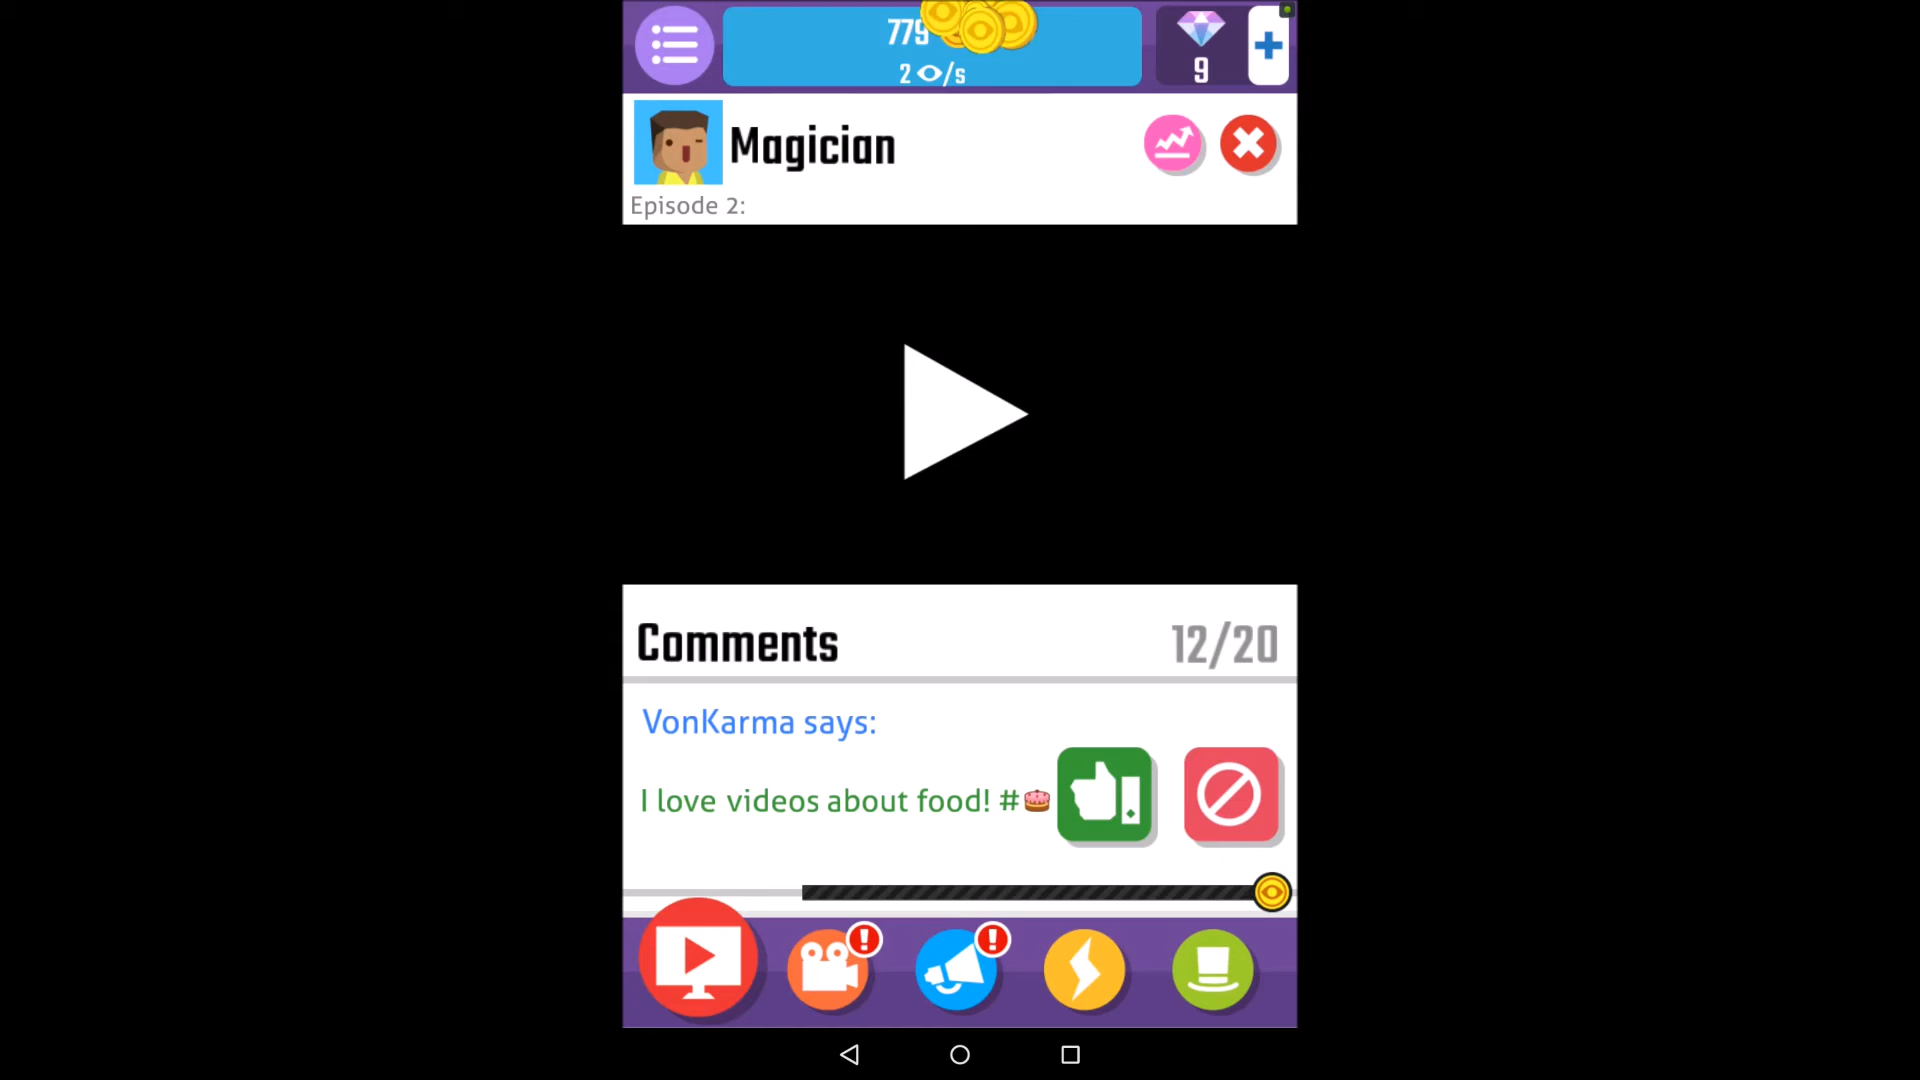 779
2 /s
9
Magician
Episode 2:
Comments 12/20
VonKarma says:
I love videos about food! #🎂